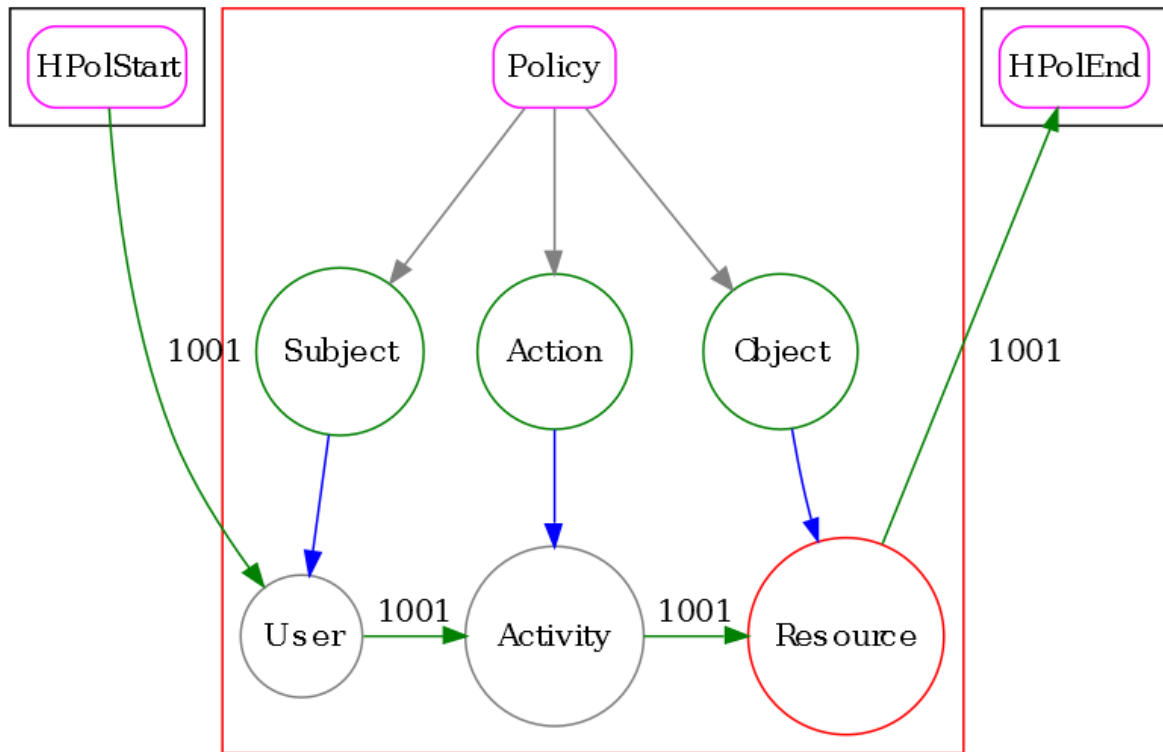 HPolStart
Policy
HPolEnd
1001
Subject
Action
Object
1001
User
1001
Activity
1001
Resource